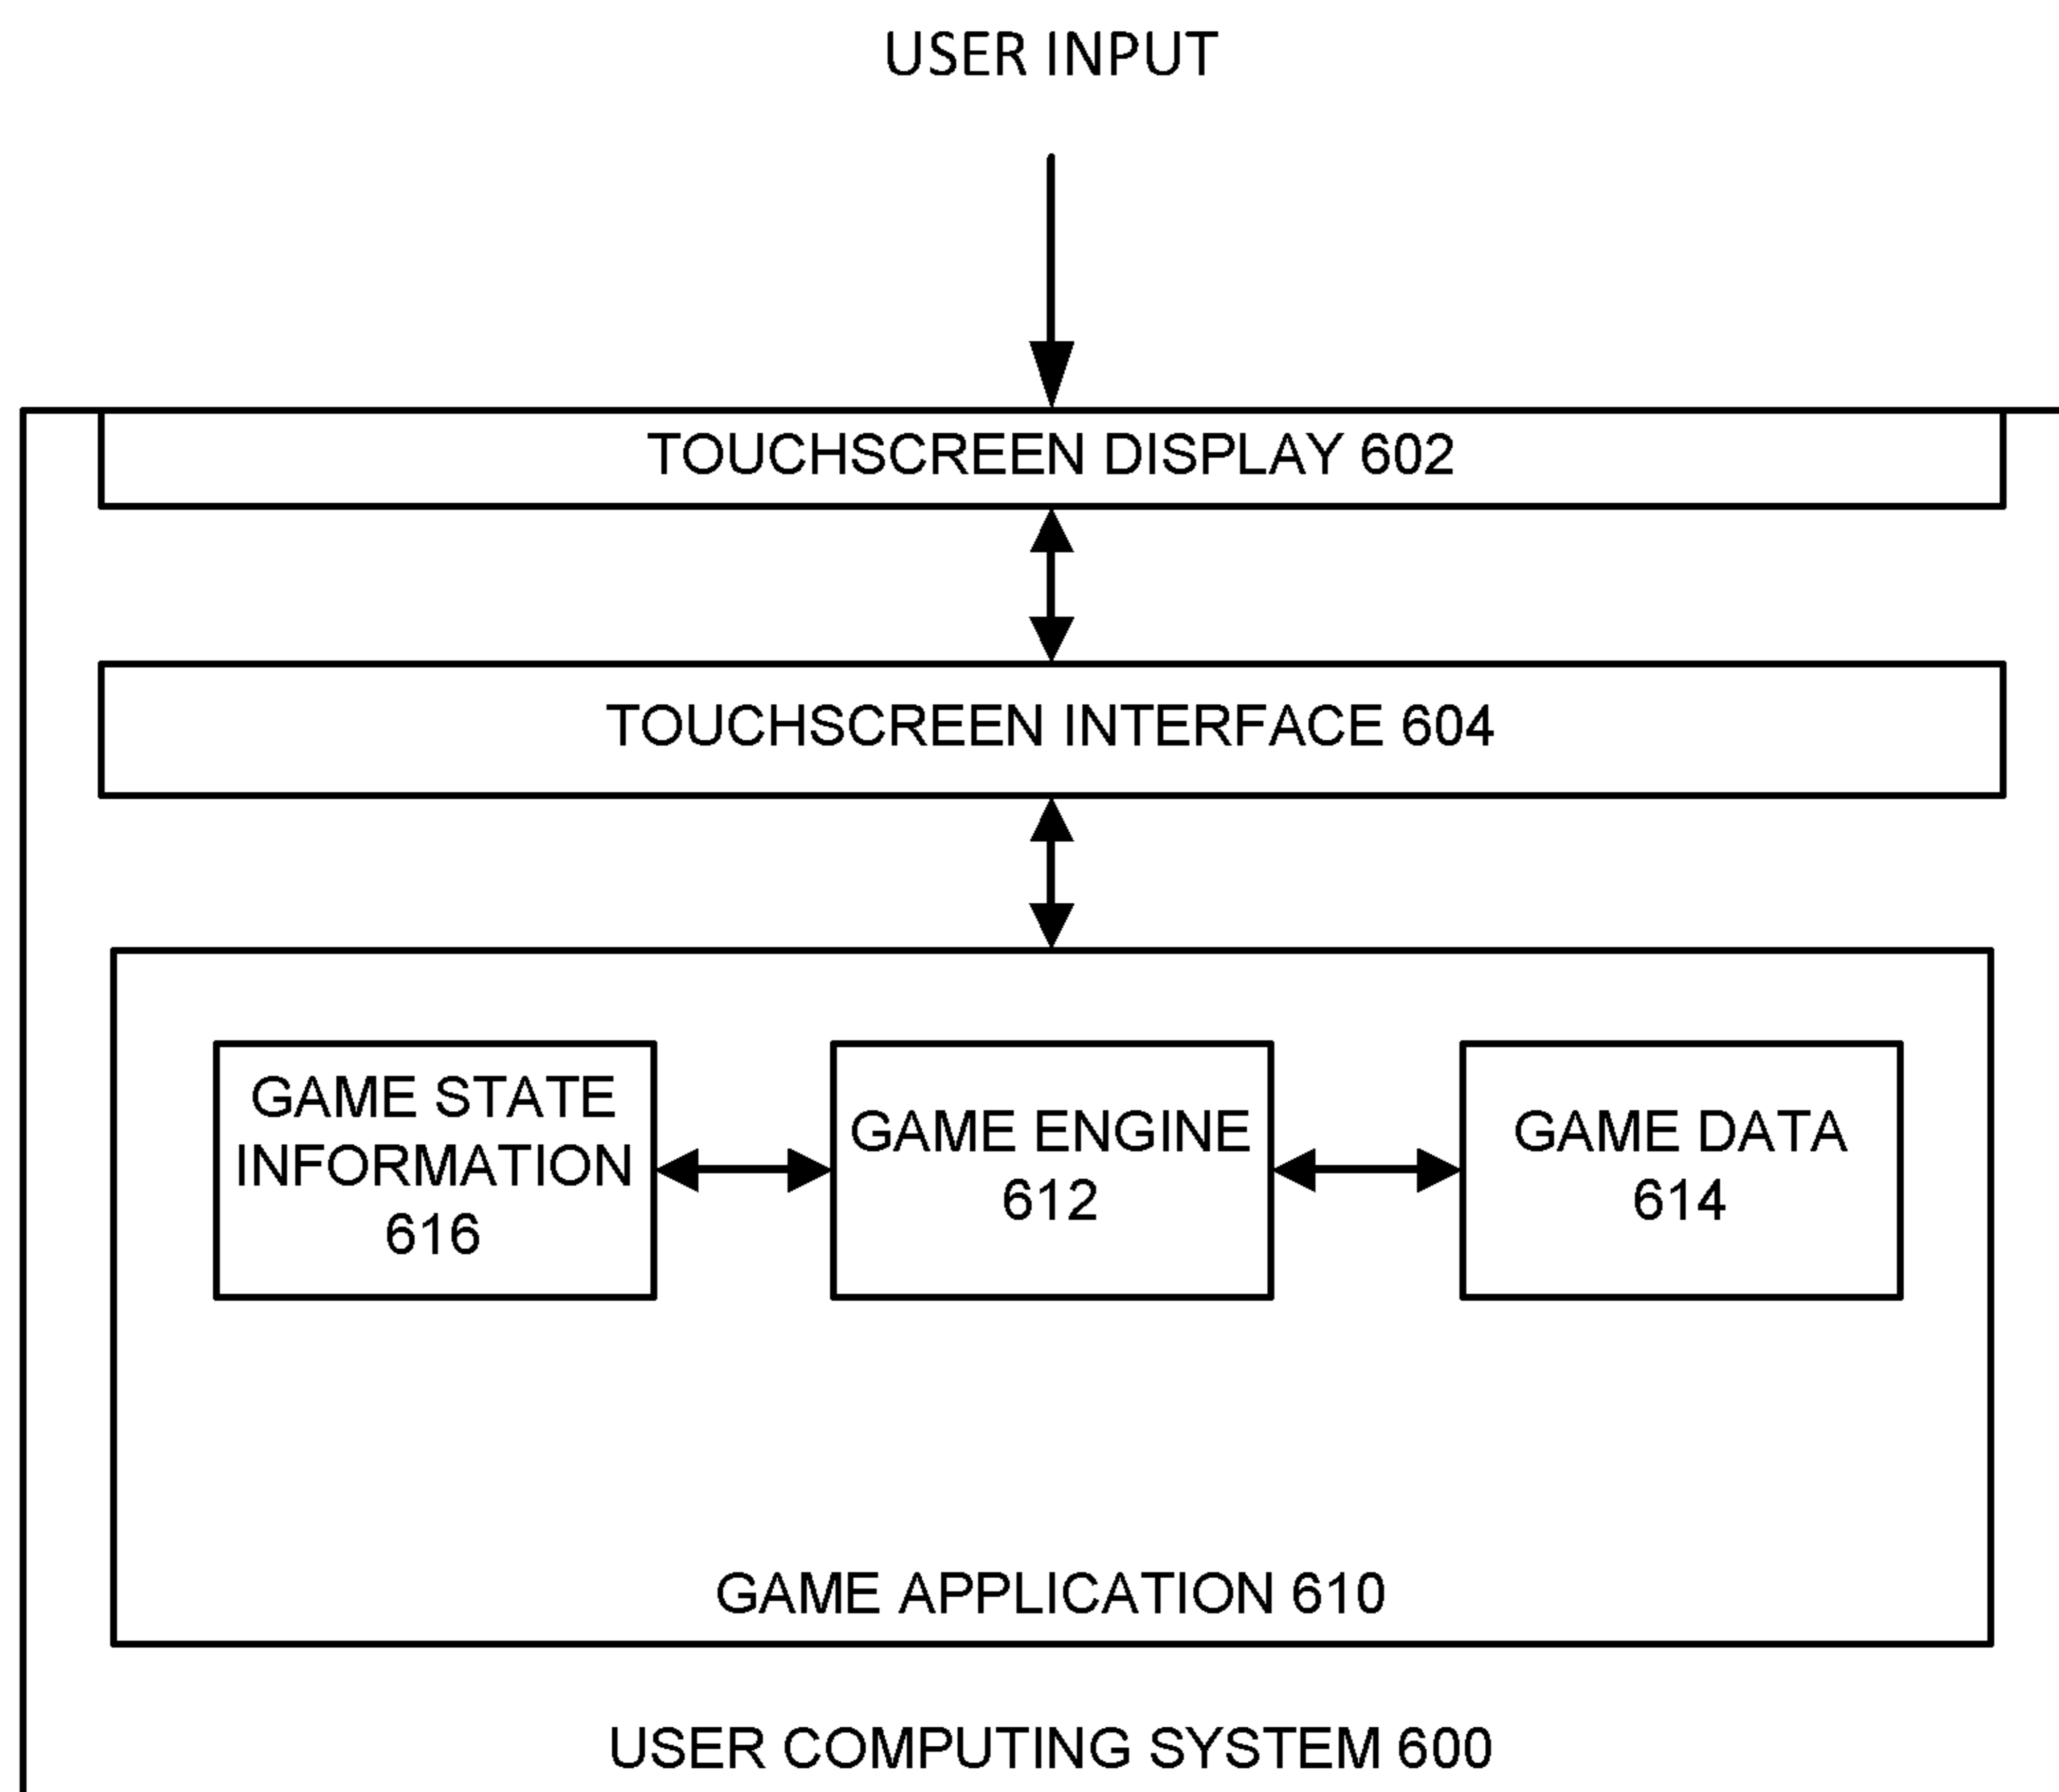 USER INPUT
TOUCHSCREEN DISPLAY 602
TOUCHSCREEN INTERFACE 604
GAME STATE
INFORMATION
616
GAME ENGINE
612
GAME DATA
614
GAME APPLICATION 610
USER COMPUTING SYSTEM 600